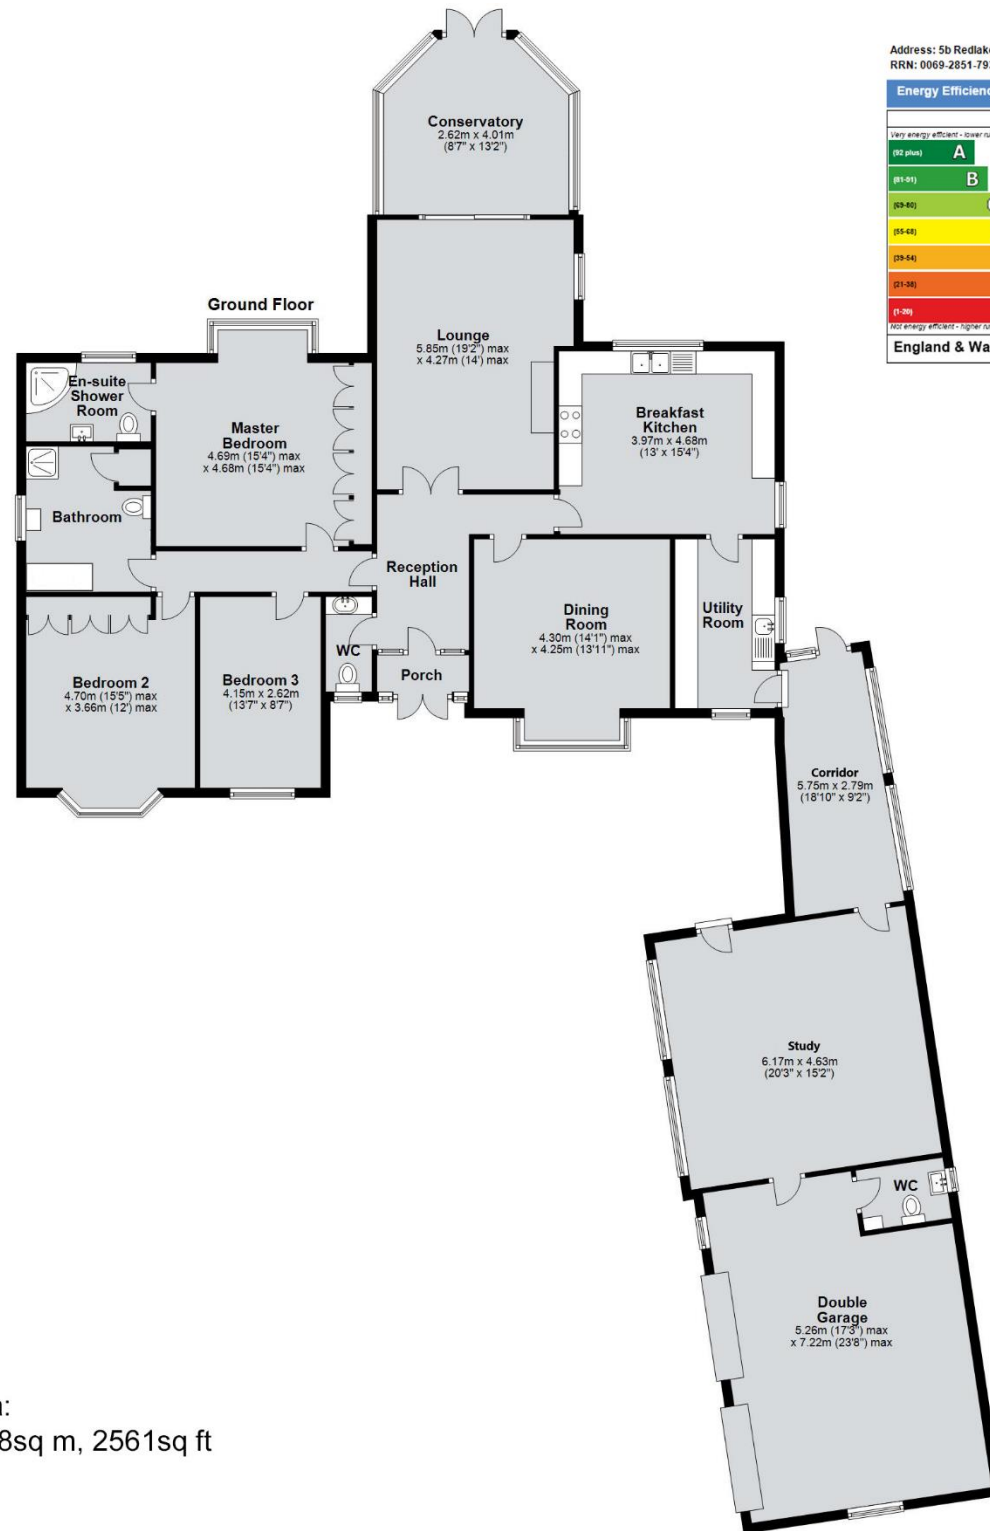 Address: 5b Redlake
RRN: 0069-2851-79
Energy Efficienc
Very energy efficient - lower ru
(92 plus) A
(81-91) B
(69-80)
(55-68)
(39-54)
(21-38)
(1-20)
Not energy efficient - higher ru
England & Wa
Conservatory
2.62m x 4.01m
(8'7" x 13'2")
Ground Floor
Lounge
5.85m (19'2") max
x 4.27m (14') max
En-suite
Shower
Room
Master
Bedroom
4.69m (15'4") max
x 4.68m (15'4") max
Breakfast
Kitchen
3.97m x 4.68m
(13' x 15'4")
Bathroom
Reception
Hall
Dining
Room
4.30m (14'1") max
x 4.25m (13'11") max
Utility
Room
WC
Porch
Bedroom 2
4.70m (15'5") max
x 3.66m (12') max
Bedroom 3
4.15m x 2.62m
(13'7" x 8'7")
Corridor
5.75m x 2.79m
(18'10" x 9'2")
Study
6.17m x 4.63m
(20'3" x 15'2")
WC
Double
Garage
5.26m (17'3") max
x 7.22m (23'8") max
8sq m, 2561sq ft